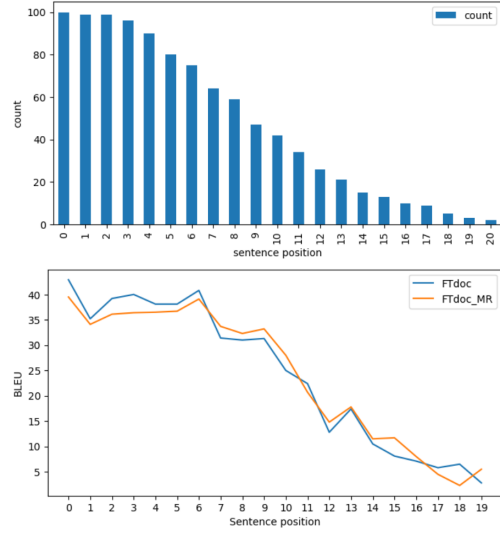 100
80
60
40
20
0
count
count
0 1 2 3 4 5 6 7 8 9 10 11 12 13 14 15 16 17 18 19 20
sentence position
40
35
30
25
20
15
10
5
BLEU
FTdoc
FTdoc_MR
0 1 2 3 4 5 6 7 8 9 10 11 12 13 14 15 16 17 18 19
Sentence position